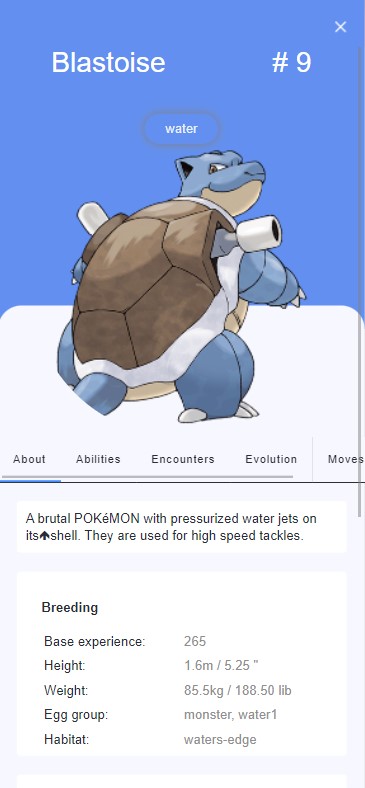 ×
Blastoise # 9
water
About Abilities Encounters Evolution Moves
A brutal POKéMON with pressurized water jets on
its↑shell. They are used for high speed tackles.
Breeding
Base experience: 265
Height: 1.6m / 5.25 "
Weight: 85.5kg / 188.50 lib
Egg group: monster, water1
Habitat: waters-edge